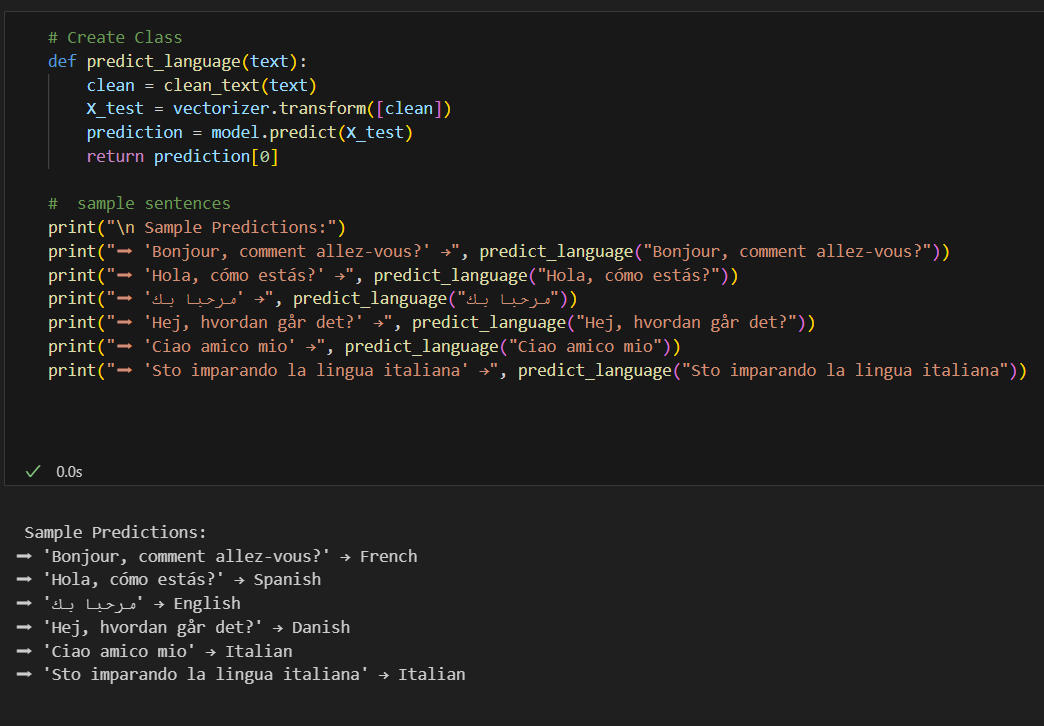 # Create Class
def predict_language(text):
    clean = clean_text(text)
    X_test = vectorizer.transform([clean])
    prediction = model.predict(X_test)
    return prediction[0]
#  sample sentences
print("\n Sample Predictions:")
print("➡ 'Bonjour, comment allez-vous?' →", predict_language("Bonjour, comment allez-vous?"))
print("➡ 'Hola, cómo estás?' →", predict_language("Hola, cómo estás?"))
print("➡ 'مرحبا بك' →", predict_language("مرحبا بك"))
print("➡ 'Hej, hvordan går det?' →", predict_language("Hej, hvordan går det?"))
print("➡ 'Ciao amico mio' →", predict_language("Ciao amico mio"))
print("➡ 'Sto imparando la lingua italiana' →", predict_language("Sto imparando la lingua italiana"))
✓ 0.0s
Sample Predictions:
➡ 'Bonjour, comment allez-vous?' → French
➡ 'Hola, cómo estás?' → Spanish
➡ 'مرحبا بك' → English
➡ 'Hej, hvordan går det?' → Danish
➡ 'Ciao amico mio' → Italian
➡ 'Sto imparando la lingua italiana' → Italian